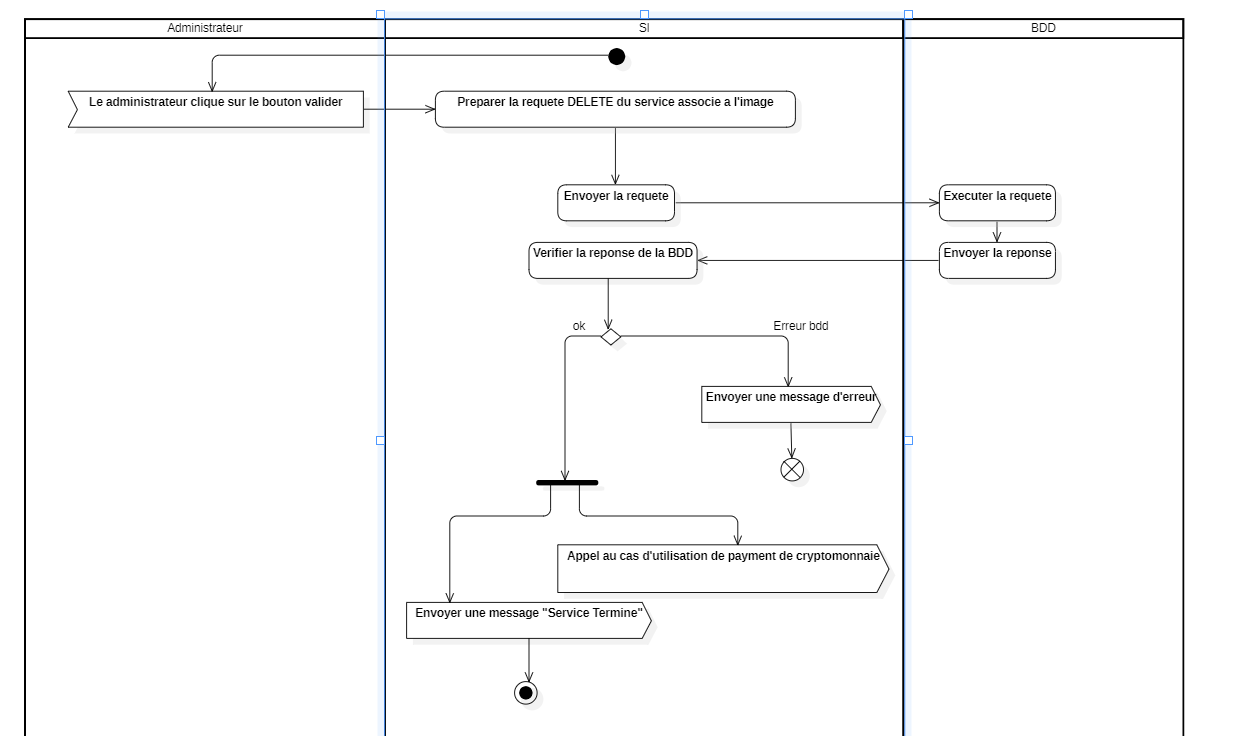 Administrateur
SI
BDD
Le administrateur clique sur le bouton valider
Preparer la requete DELETE du service associe a l'image
Envoyer la requete
Executer la requete
Verifier la reponse de la BDD
Envoyer la reponse
ok
Erreur bdd
Envoyer une message d'erreur
Appel au cas d'utilisation de payment de cryptomonnaie
Envoyer une message "Service Termine"